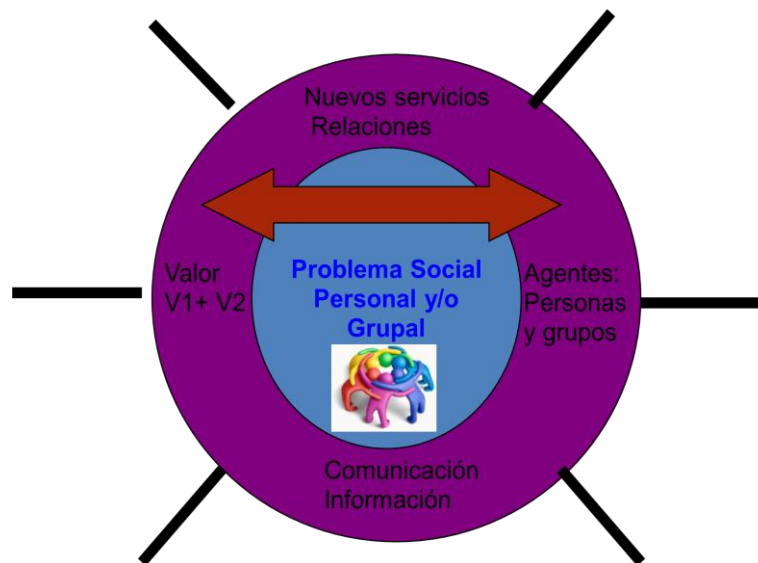 Nuevos servicios
Relaciones
Valor
V1+ V2
Problema Social
Personal y/o
Grupal
Agentes:
Personas
y grupos
Comunicación
Información